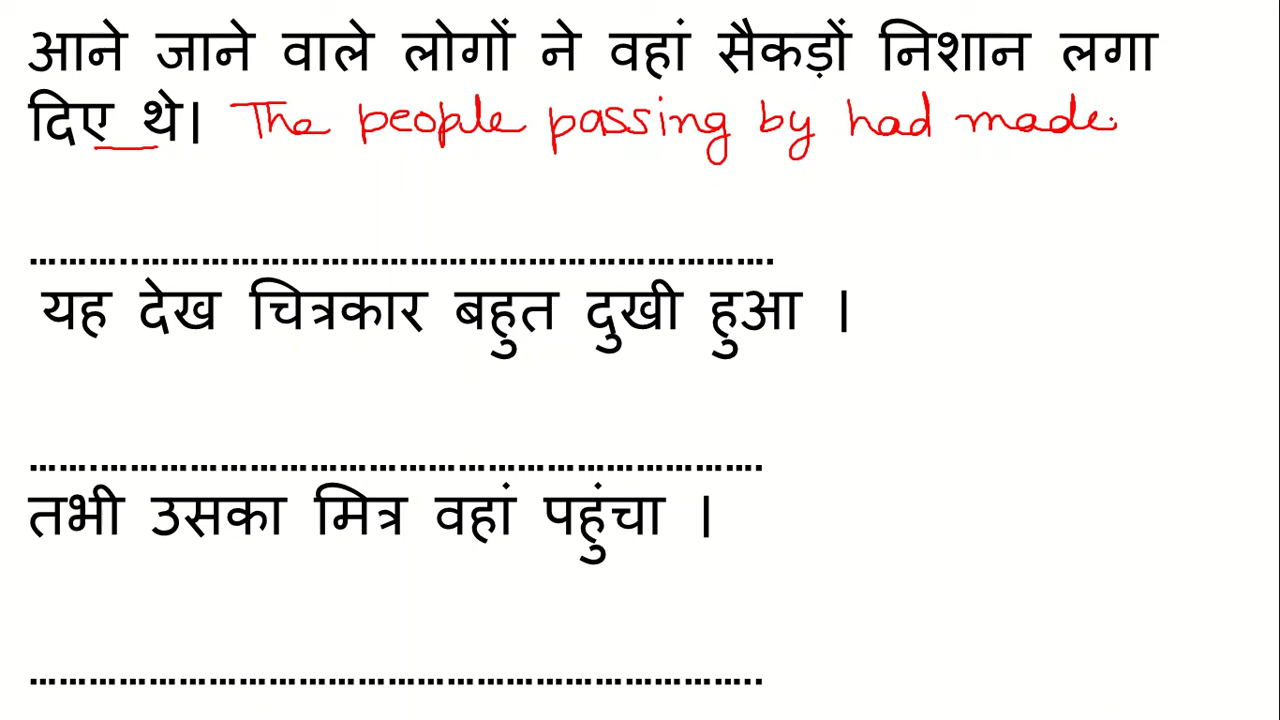 आने जाने वाले लोगों ने वहां सैकड़ों निशान लगा
दिए थे। The people passing by had made.
………..……………………………………………………….
यह देख चित्रकार बहुत दुखी हुआ ।
…….………………………………………………………….
तभी उसका मित्र वहां पहुंचा ।
………………………………………………………………..